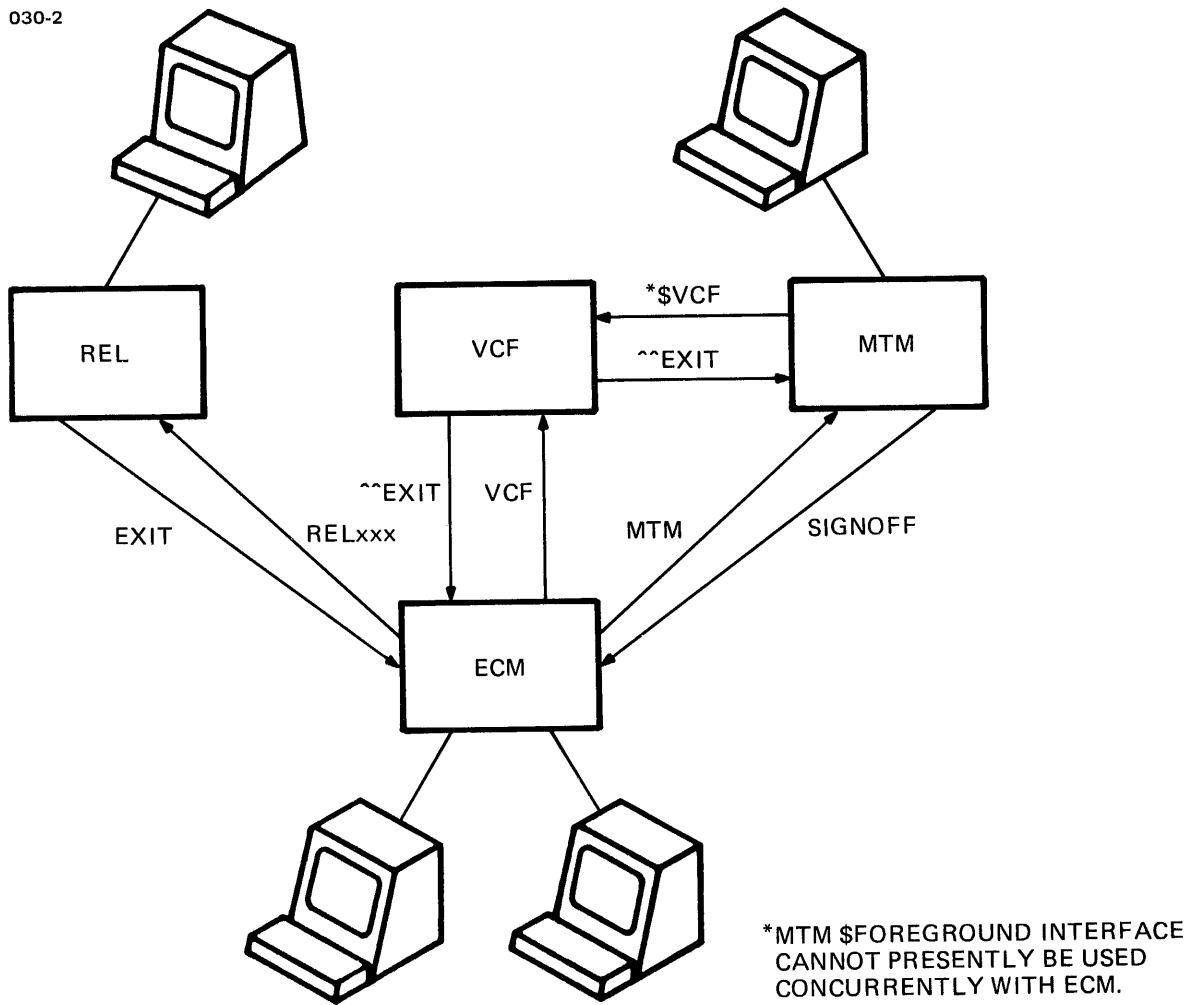 030-2
*$VCF
REL
VCF
MTM
^^EXIT
^^EXIT
VCF
EXIT
RELxxx
MTM
SIGNOFF
ECM
*MTM $FOREGROUND INTERFACE
CANNOT PRESENTLY BE USED
CONCURRENTLY WITH ECM.